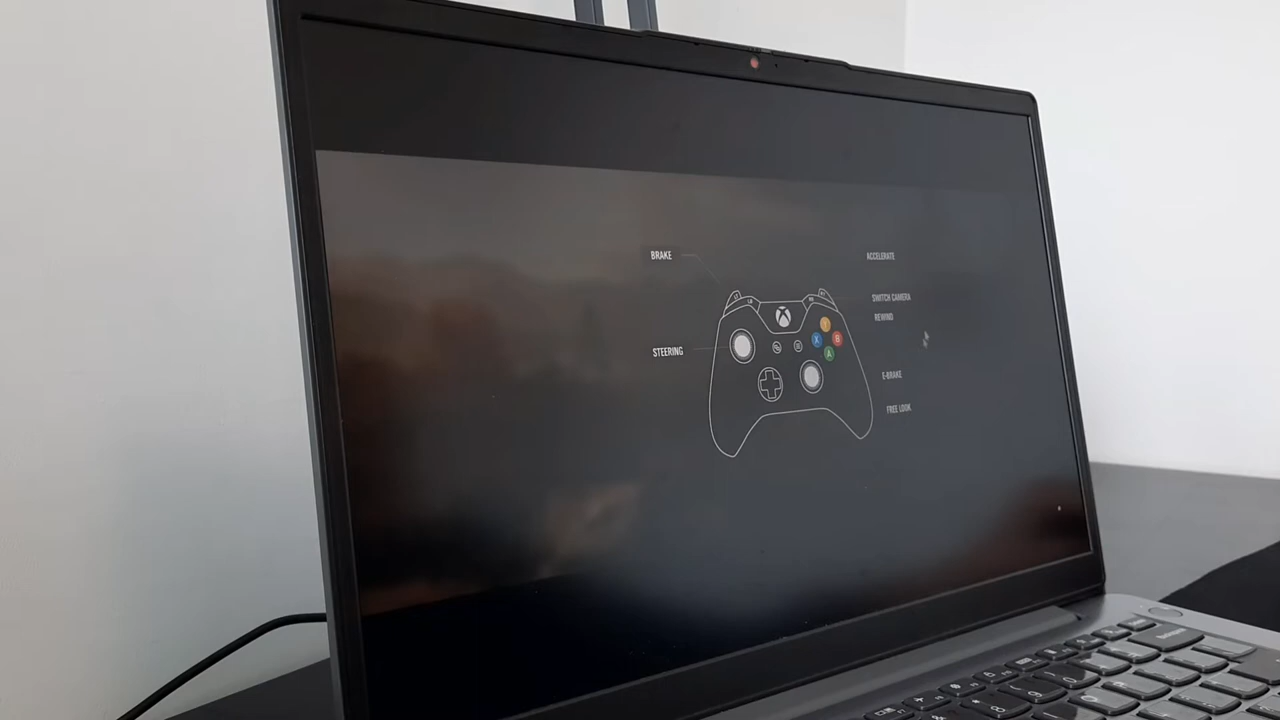 BRAKE
ACCELERATE
SWITCH CAMERA
REWIND
STEERING
E-BRAKE
FREE LOOK
Y
X
B
A